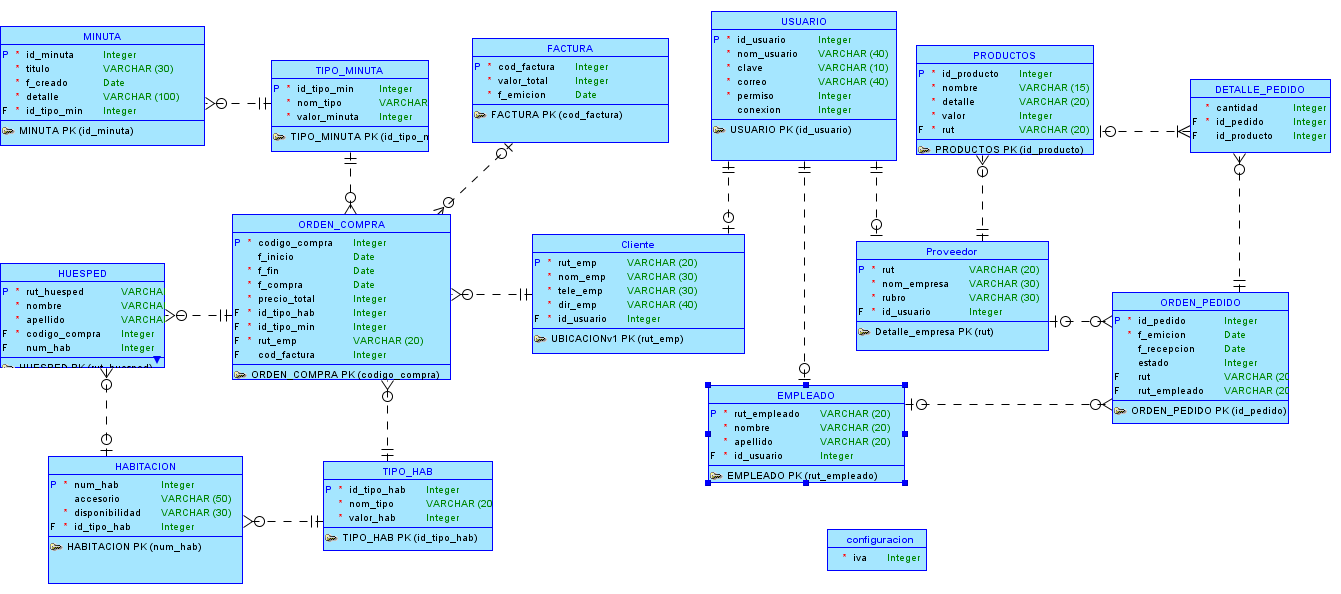 MINUTA
P * id_minuta Integer
* titulo VARCHAR (30)
* f_creado Date
* detalle VARCHAR (100)
F * id_tipo_min Integer
MINUTA PK (id_minuta)
TIPO_MINUTA
P * id_tipo_min Integer
* nom_tipo VARCHAR
* valor_minuta Integer
TIPO_MINUTA PK (id_tipo_n
FACTURA
P * cod_factura Integer
* valor_total Integer
* f_emicion Date
FACTURA PK (cod_factura)
USUARIO
P * id_usuario Integer
* nom_usuario VARCHAR (40)
* clave VARCHAR (10)
* correo VARCHAR (40)
* permiso Integer
conexion Integer
USUARIO PK (id_usuario)
PRODUCTOS
P * id_producto Integer
* nombre VARCHAR (15)
* detalle VARCHAR (20)
* valor Integer
F * rut VARCHAR (20)
PRODUCTOS PK (id_producto)
DETALLE_PEDIDO
* cantidad Integer
F * id_pedido Integer
F id_producto Integer
HUESPED
P * rut_huesped VARCHA
* nombre VARCHA
* apellido VARCHA
F * codigo_compra Integer
F num_hab Integer
HUESPED PK (rut_huesped)
ORDEN_COMPRA
P * codigo_compra Integer
f_inicio Date
* f_fin Date
* f_compra Date
* precio_total Integer
F * id_tipo_hab Integer
F * id_tipo_min Integer
F * rut_emp VARCHAR (20)
F cod_factura Integer
ORDEN_COMPRA PK (codigo_compra)
Cliente
P * rut_emp VARCHAR (20)
* nom_emp VARCHAR (30)
* tele_emp VARCHAR (30)
* dir_emp VARCHAR (40)
F * id_usuario Integer
UBICACIONv1 PK (rut_emp)
Proveedor
P * rut VARCHAR (20)
* nom_empresa VARCHAR (30)
* rubro VARCHAR (30)
F * id_usuario Integer
Detalle_empresa PK (rut)
ORDEN_PEDIDO
P * id_pedido Integer
* f_emicion Date
f_recepcion Date
estado Integer
F rut VARCHAR (20
F rut_empleado VARCHAR (20
ORDEN_PEDIDO PK (id_pedido)
EMPLEADO
P * rut_empleado VARCHAR (20)
* nombre VARCHAR (20)
* apellido VARCHAR (20)
F * id_usuario Integer
EMPLEADO PK (rut_empleado)
HABITACION
P * num_hab Integer
accesorio VARCHAR (50)
* disponibilidad VARCHAR (30)
F * id_tipo_hab Integer
HABITACION PK (num_hab)
TIPO_HAB
P * id_tipo_hab Integer
* nom_tipo VARCHAR (20
* valor_hab Integer
TIPO_HAB PK (id_tipo_hab)
configuracion
* iva Integer